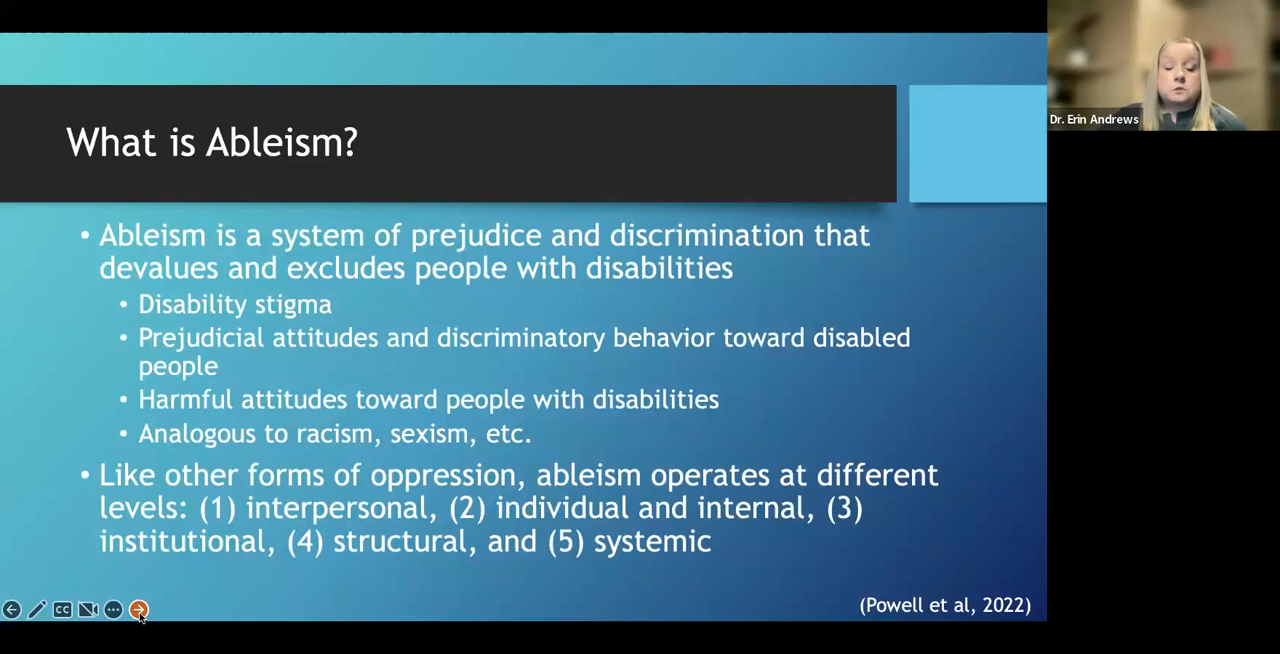 What is Ableism?
Dr. Erin Andrews
• Ableism is a system of prejudice and discrimination that
devalues and excludes people with disabilities
• Disability stigma
• Prejudicial attitudes and discriminatory behavior toward disabled
people
• Harmful attitudes toward people with disabilities
• Analogous to racism, sexism, etc.
• Like other forms of oppression, ableism operates at different
levels: (1) interpersonal, (2) individual and internal, (3)
institutional, (4) structural, and (5) systemic
CC
(Powell et al, 2022)